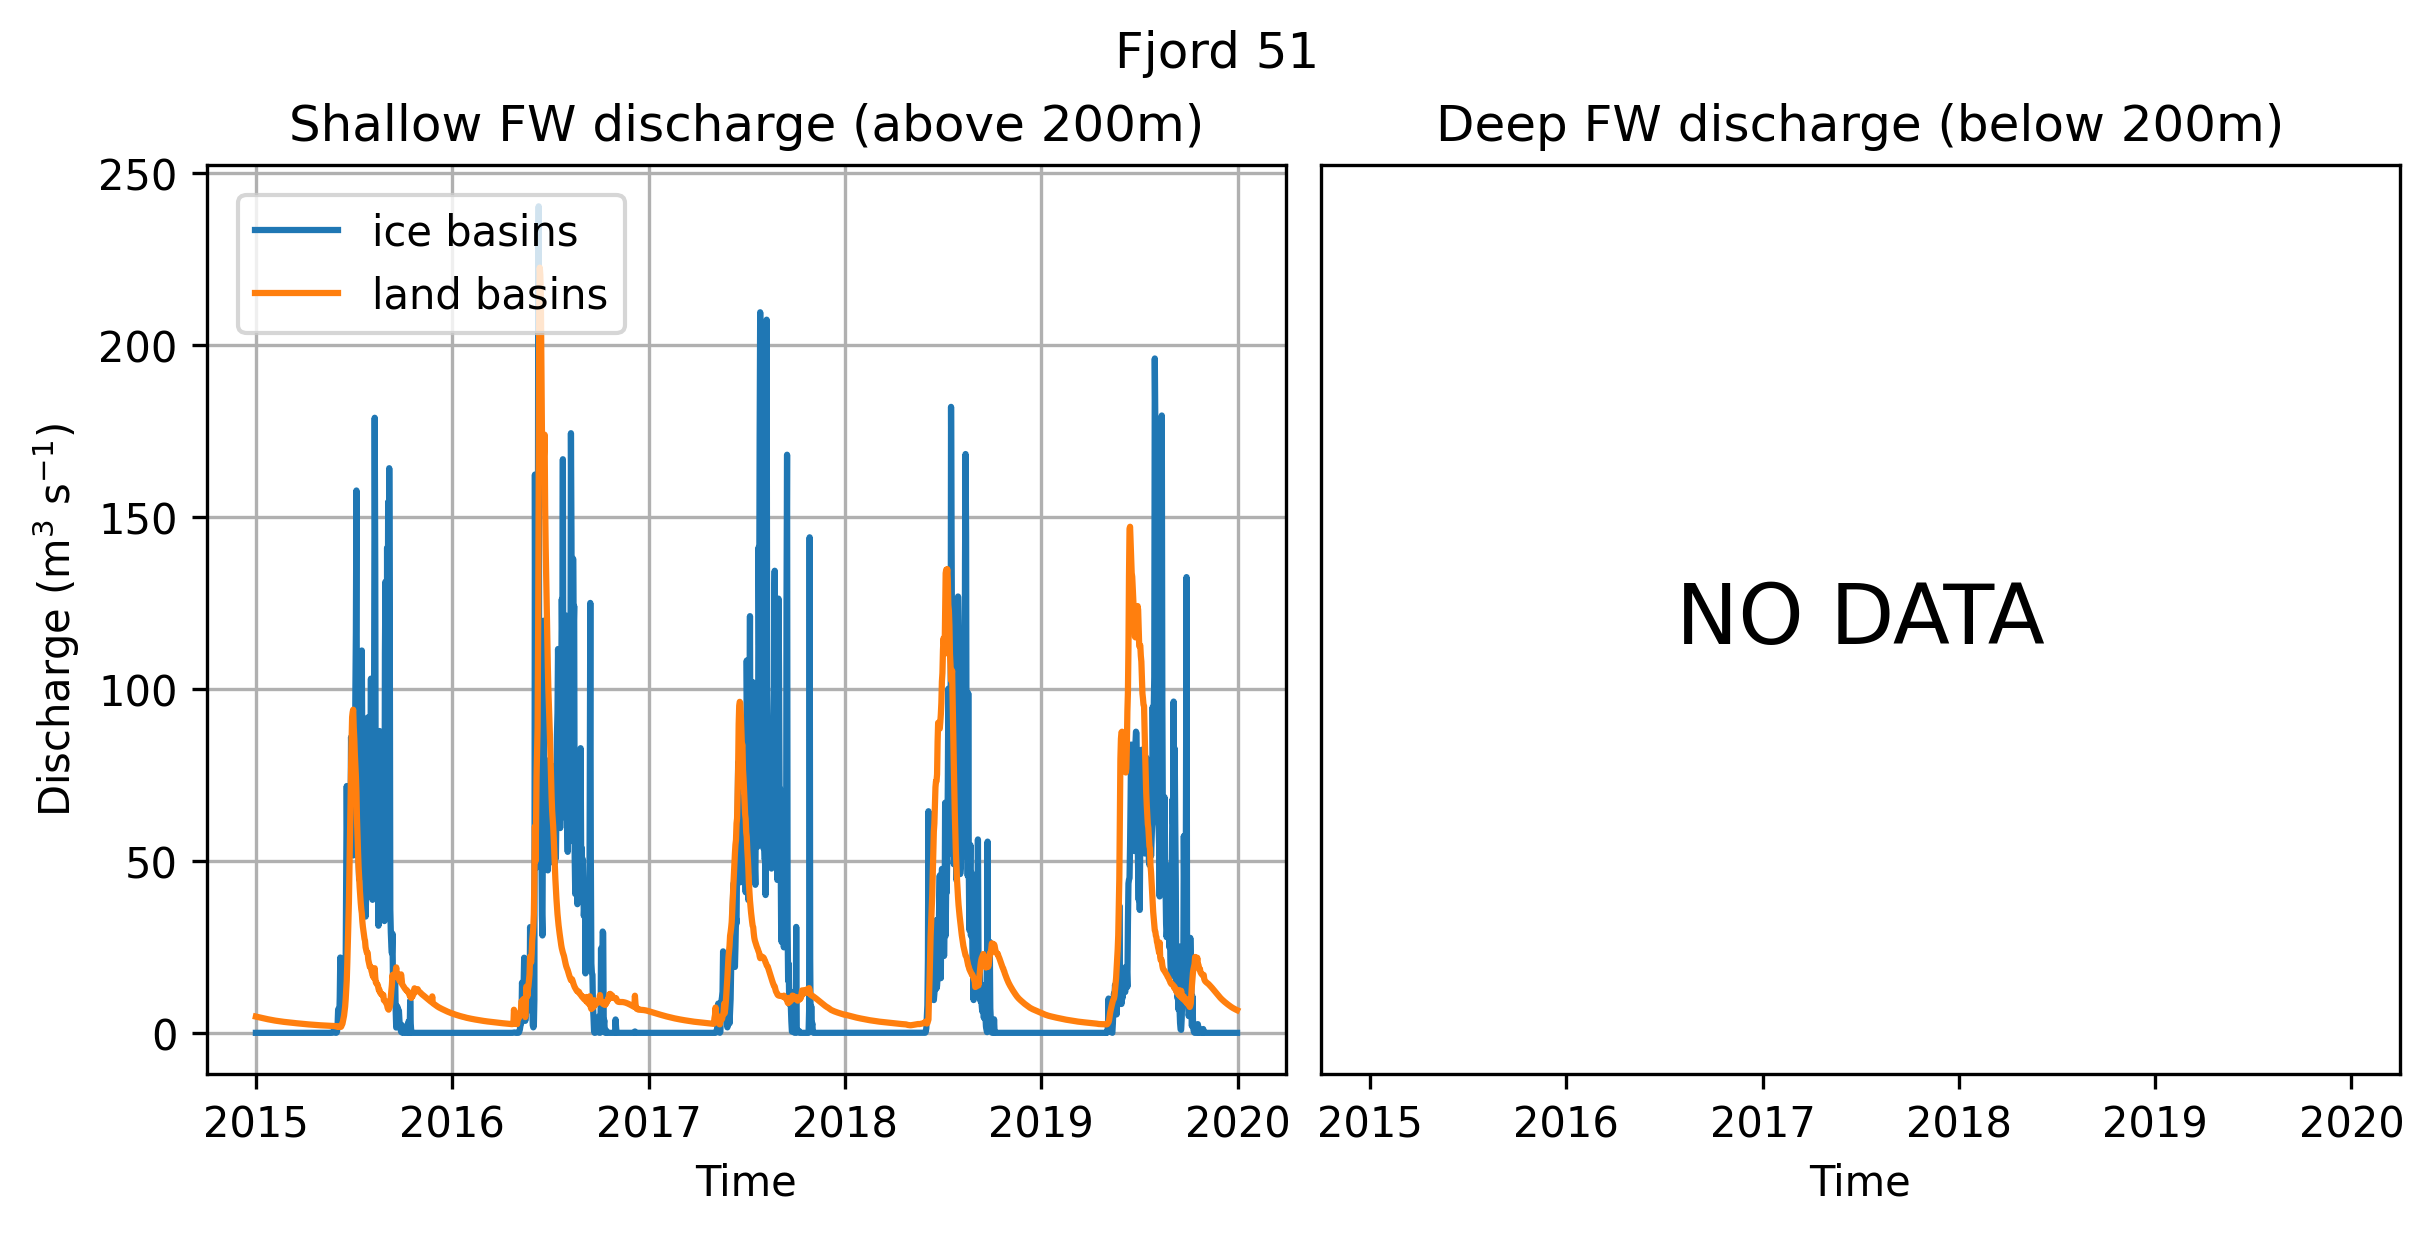 Fjord 51
Shallow FW discharge (above 200m)
Deep FW discharge (below 200m)
ice basins
land basins
250
200
150
100
50
0
Discharge (m³ s⁻¹)
2015 2016 2017 2018 2019 2020
Time
NO DATA
2015 2016 2017 2018 2019 2020
Time